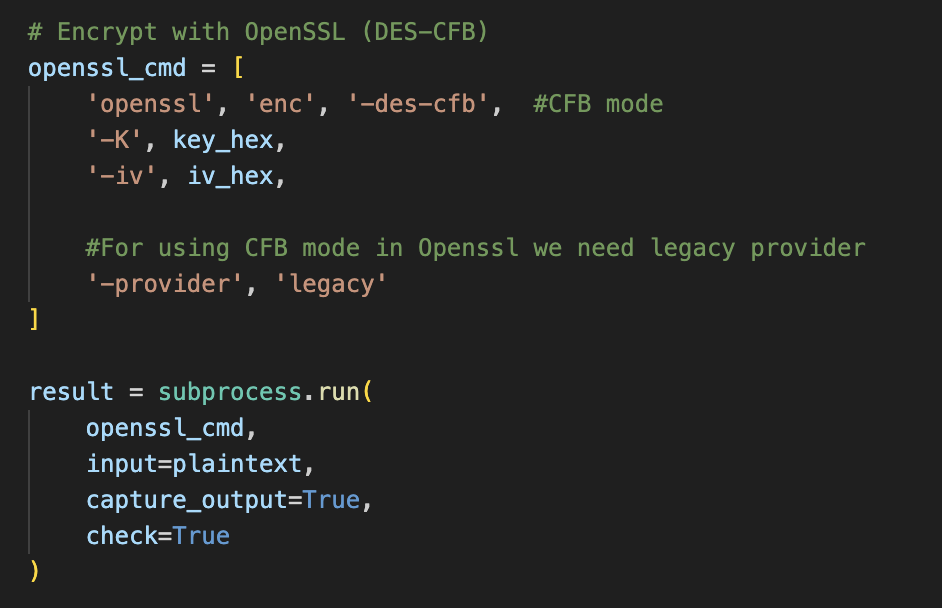 # Encrypt with OpenSSL (DES-CFB)
openssl_cmd = [
    'openssl', 'enc', '-des-cfb',  #CFB mode
    '-K', key_hex,
    '-iv', iv_hex,

    #For using CFB mode in Openssl we need legacy provider
    '-provider', 'legacy'
]

result = subprocess.run(
    openssl_cmd,
    input=plaintext,
    capture_output=True,
    check=True
)